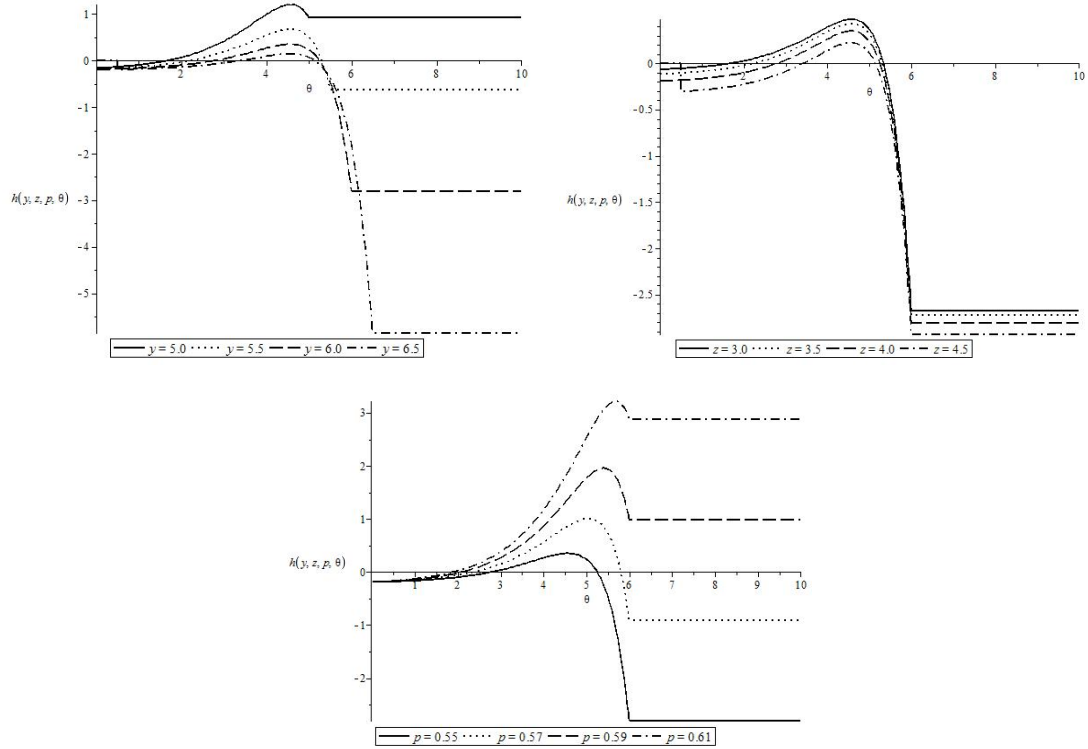 1
0
2
4
6
8
10
θ
-1
-2
-3
h(y, z, p, θ)
-4
-5
y = 5.0 y = 5.5 y = 6.0 y = 6.5
0
2
4
6
8
10
θ
-0.5
-1
h(y, z, p, θ)
-1.5
-2
-2.5
z = 3.0 z = 3.5 z = 4.0 z = 4.5
3
2
1
h(y, z, p, θ)
0
1 2 3 4 5 6 7 8 9 10
θ
-1
-2
p = 0.55 p = 0.57 p = 0.59 p = 0.61